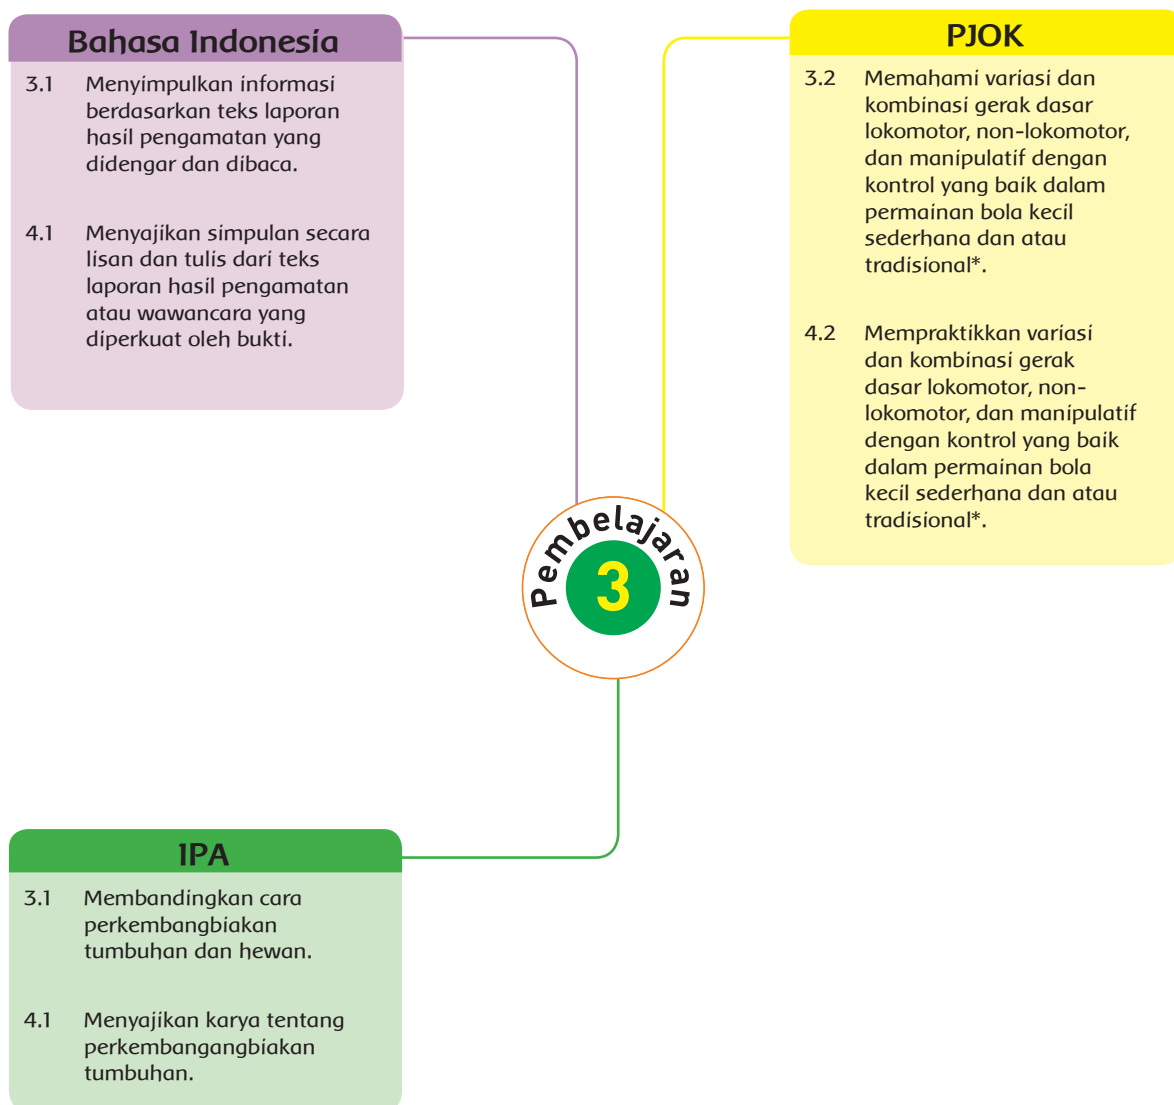 Bahasa Indonesia
3.1 Menyimpulkan informasi
berdasarkan teks laporan
hasil pengamatan yang
didengar dan dibaca.
4.1 Menyajikan simpulan secara
lisan dan tulis dari teks
laporan hasil pengamatan
atau wawancara yang
diperkuat oleh bukti.
PJOK
3.2 Memahami variasi dan
kombinasi gerak dasar
lokomotor, non-lokomotor,
dan manipulatif dengan
kontrol yang baik dalam
permainan bola kecil
sederhana dan atau
tradisional*.
4.2 Mempraktikkan variasi
dan kombinasi gerak
dasar lokomotor, non-
lokomotor, dan manipulatif
dengan kontrol yang baik
dalam permainan bola
kecil sederhana dan atau
tradisional*.
Pembelajaran
3
IPA
3.1 Membandingkan cara
perkembangbiakan
tumbuhan dan hewan.
4.1 Menyajikan karya tentang
perkembangangbiakan
tumbuhan.